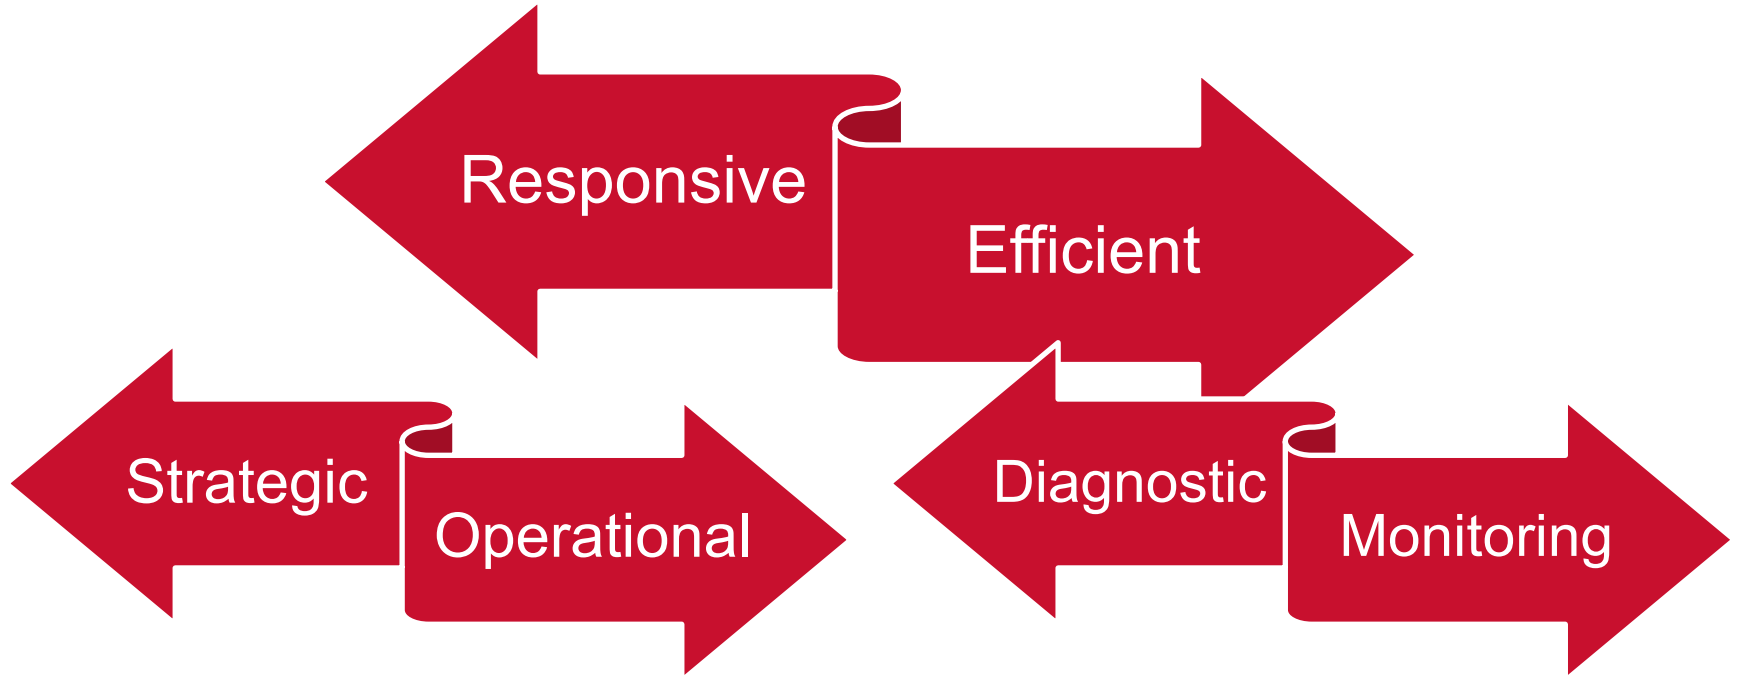 Responsive
Efficient
Strategic
Operational
Diagnostic
Monitoring